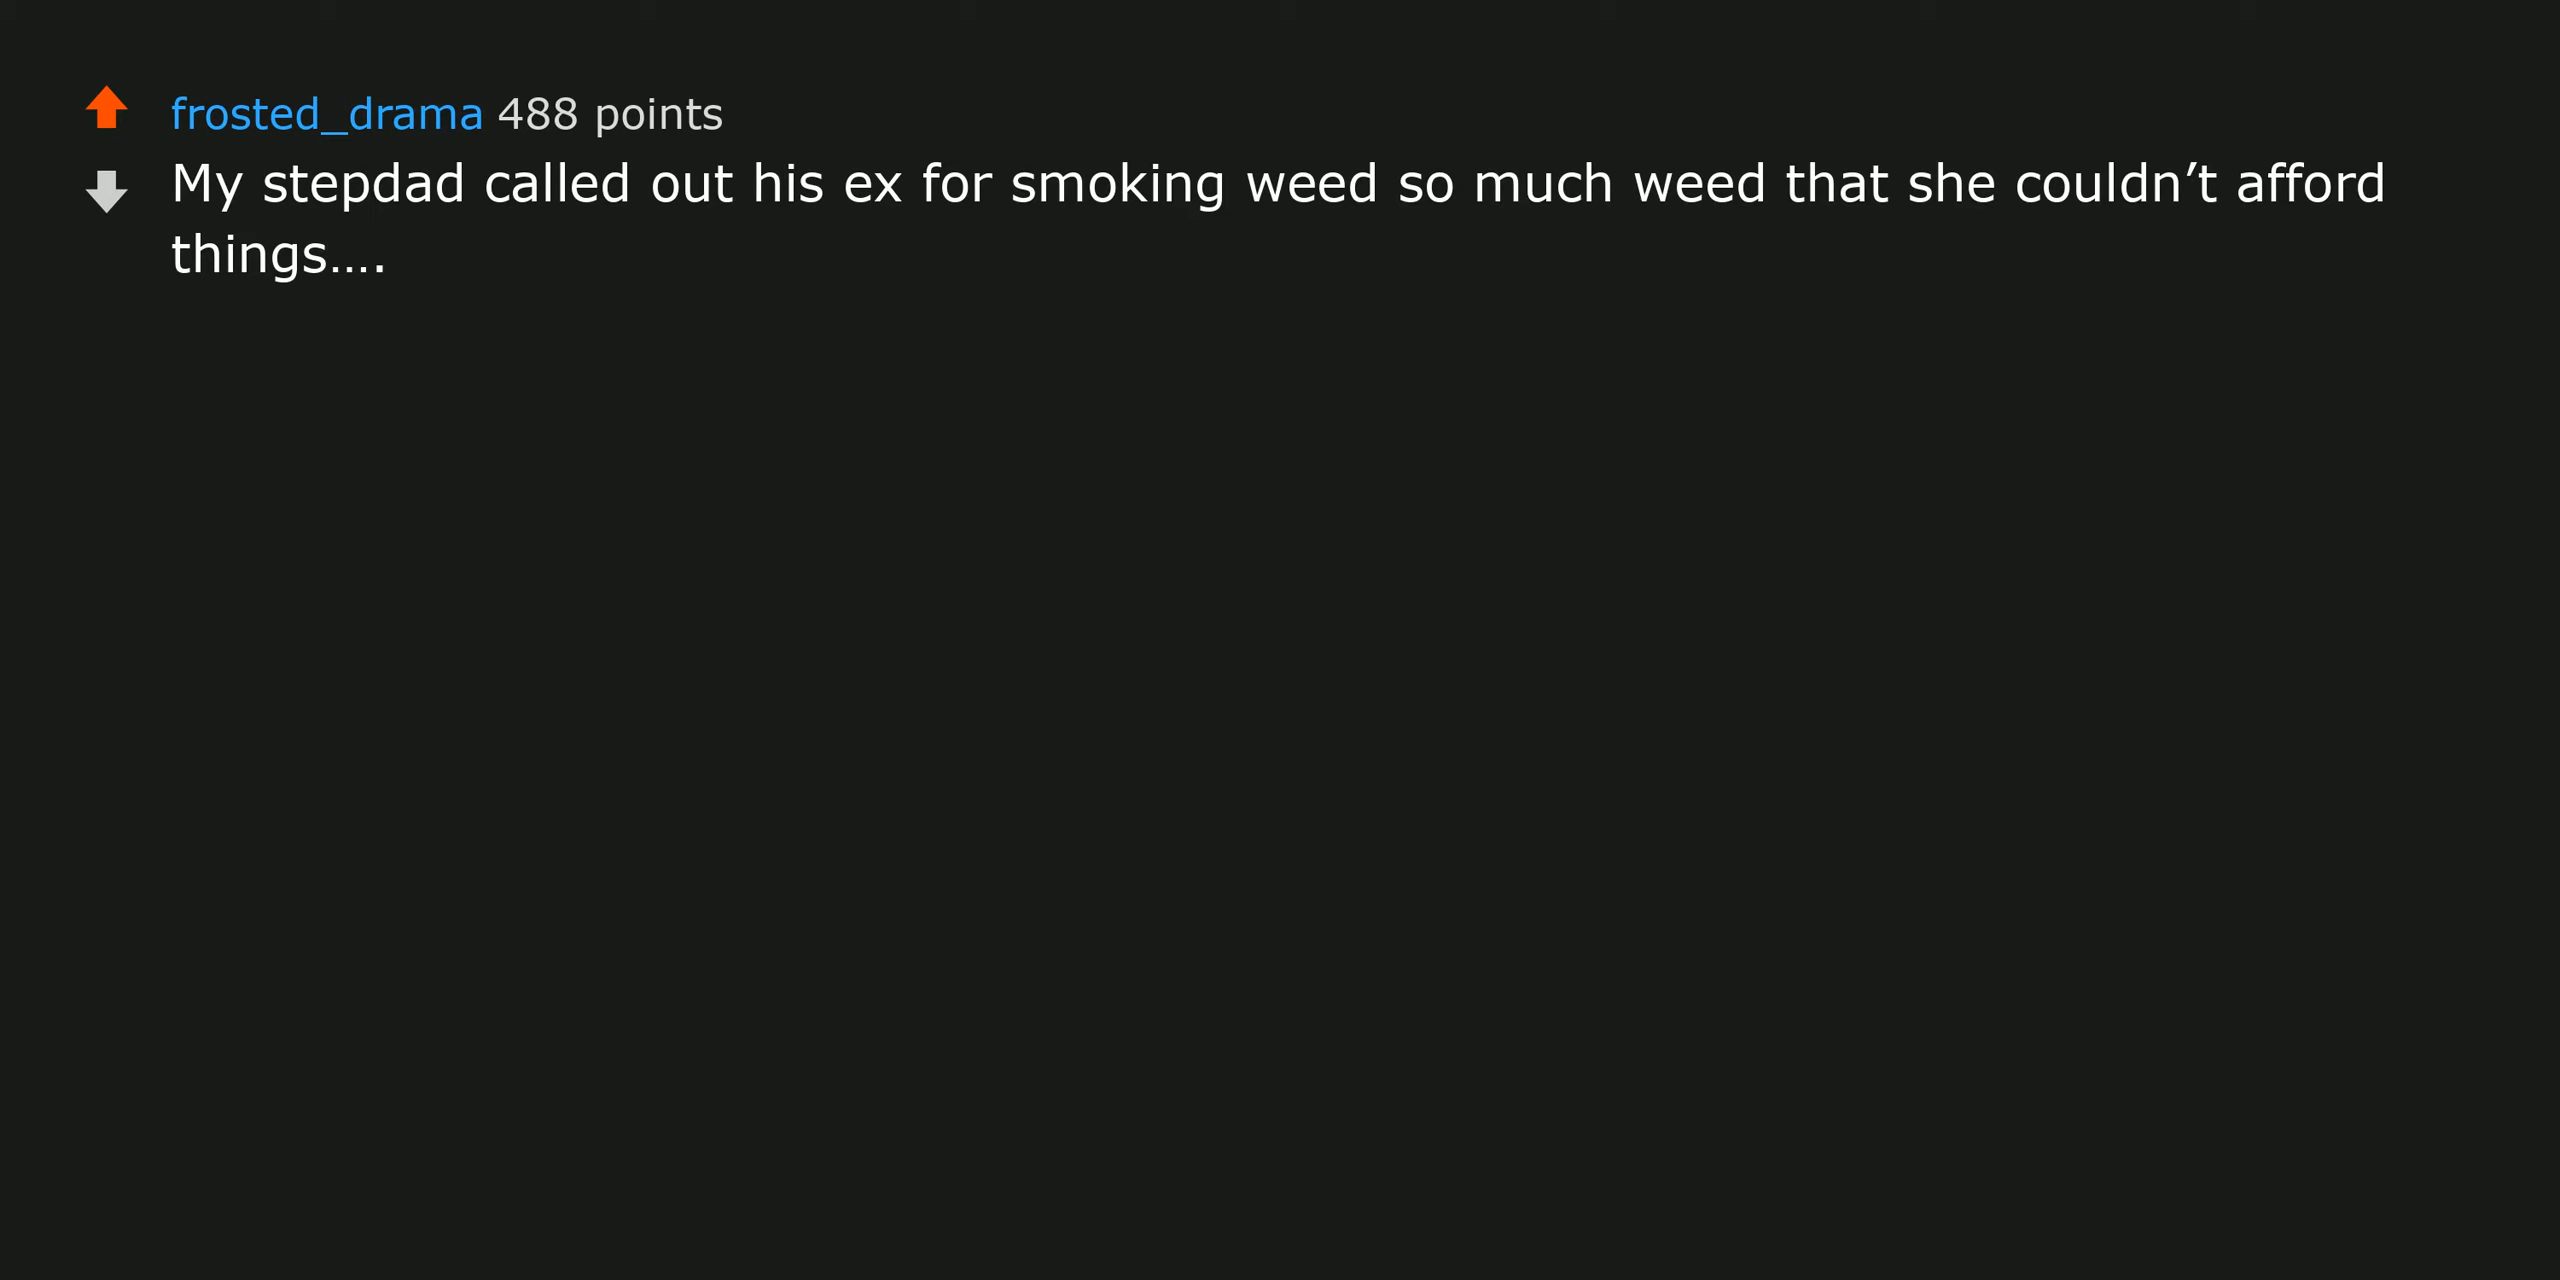 frosted_drama 488 points
My stepdad called out his ex for smoking weed so much weed that she couldn’t afford
things….